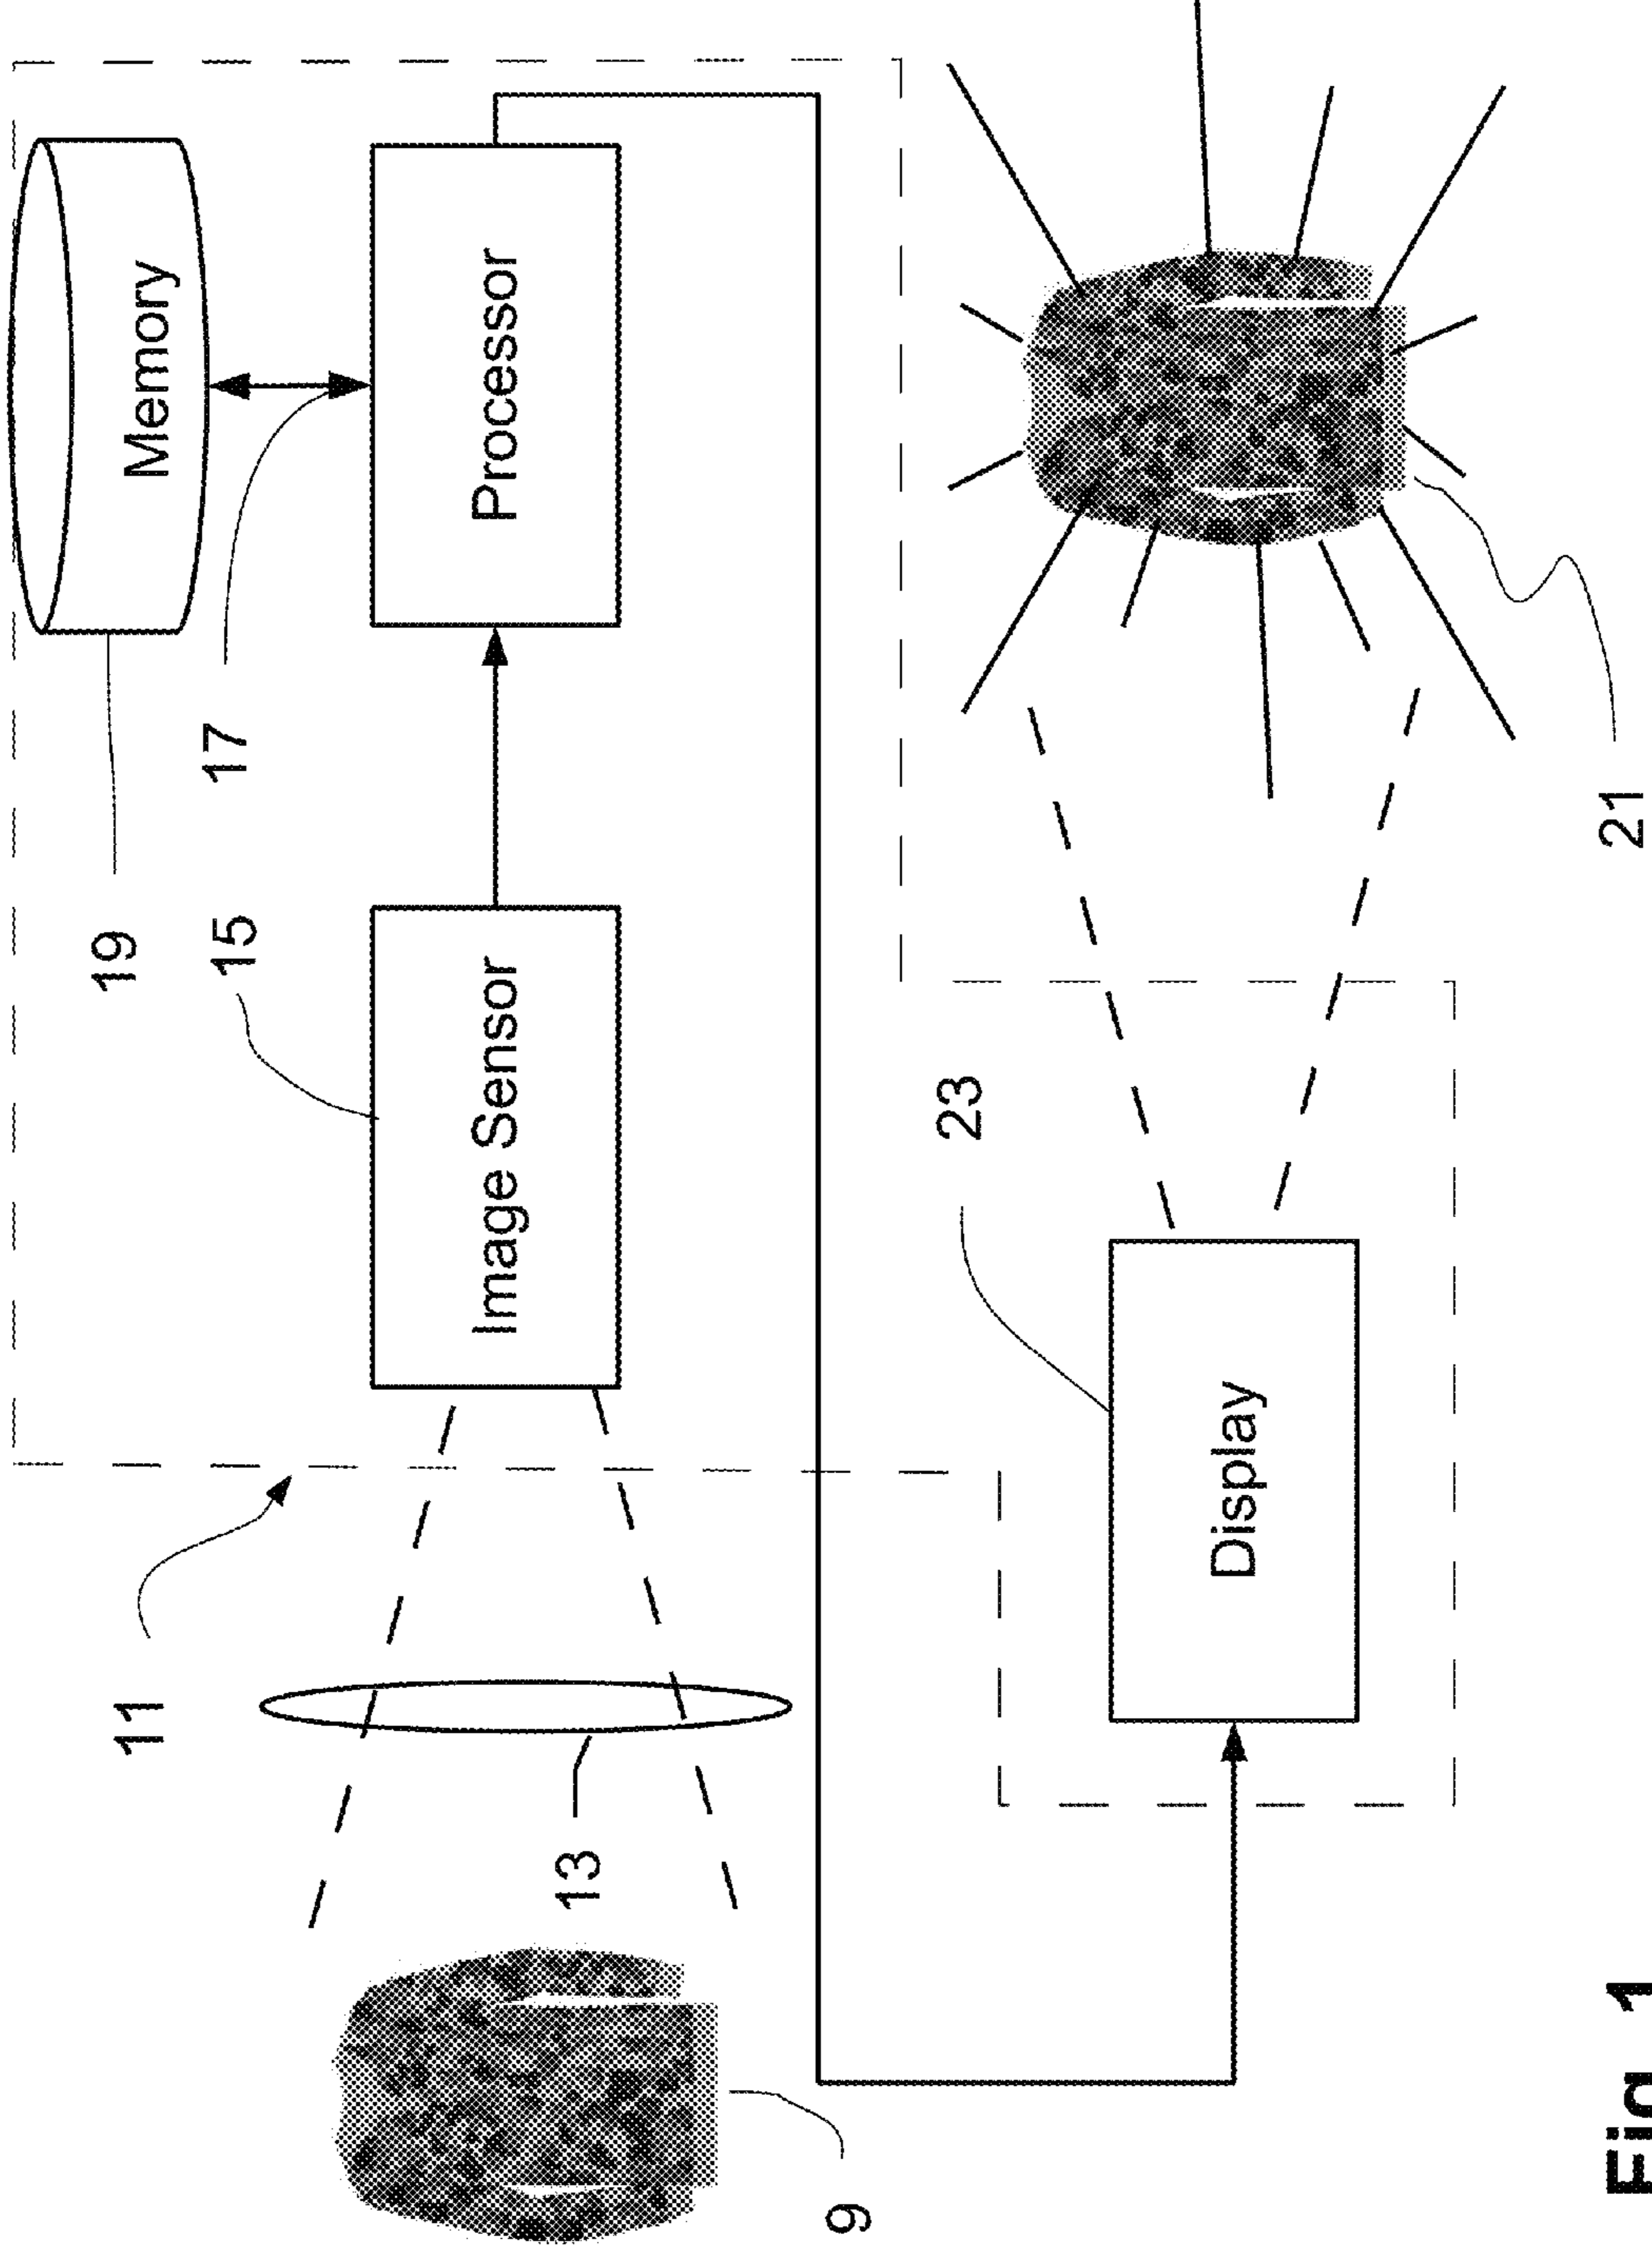 11
19
Memory
15
17
Image Sensor
Processor
13
9
23
Display
21
Fig. 1